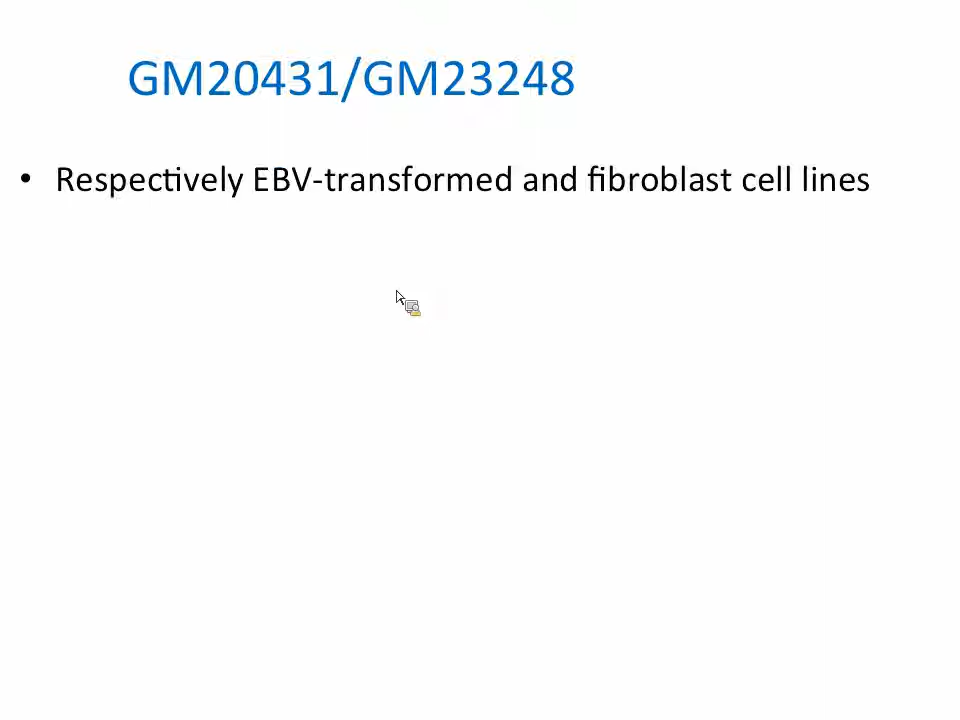 GM20431/GM23248
• Respectively EBV-transformed and fibroblast cell lines